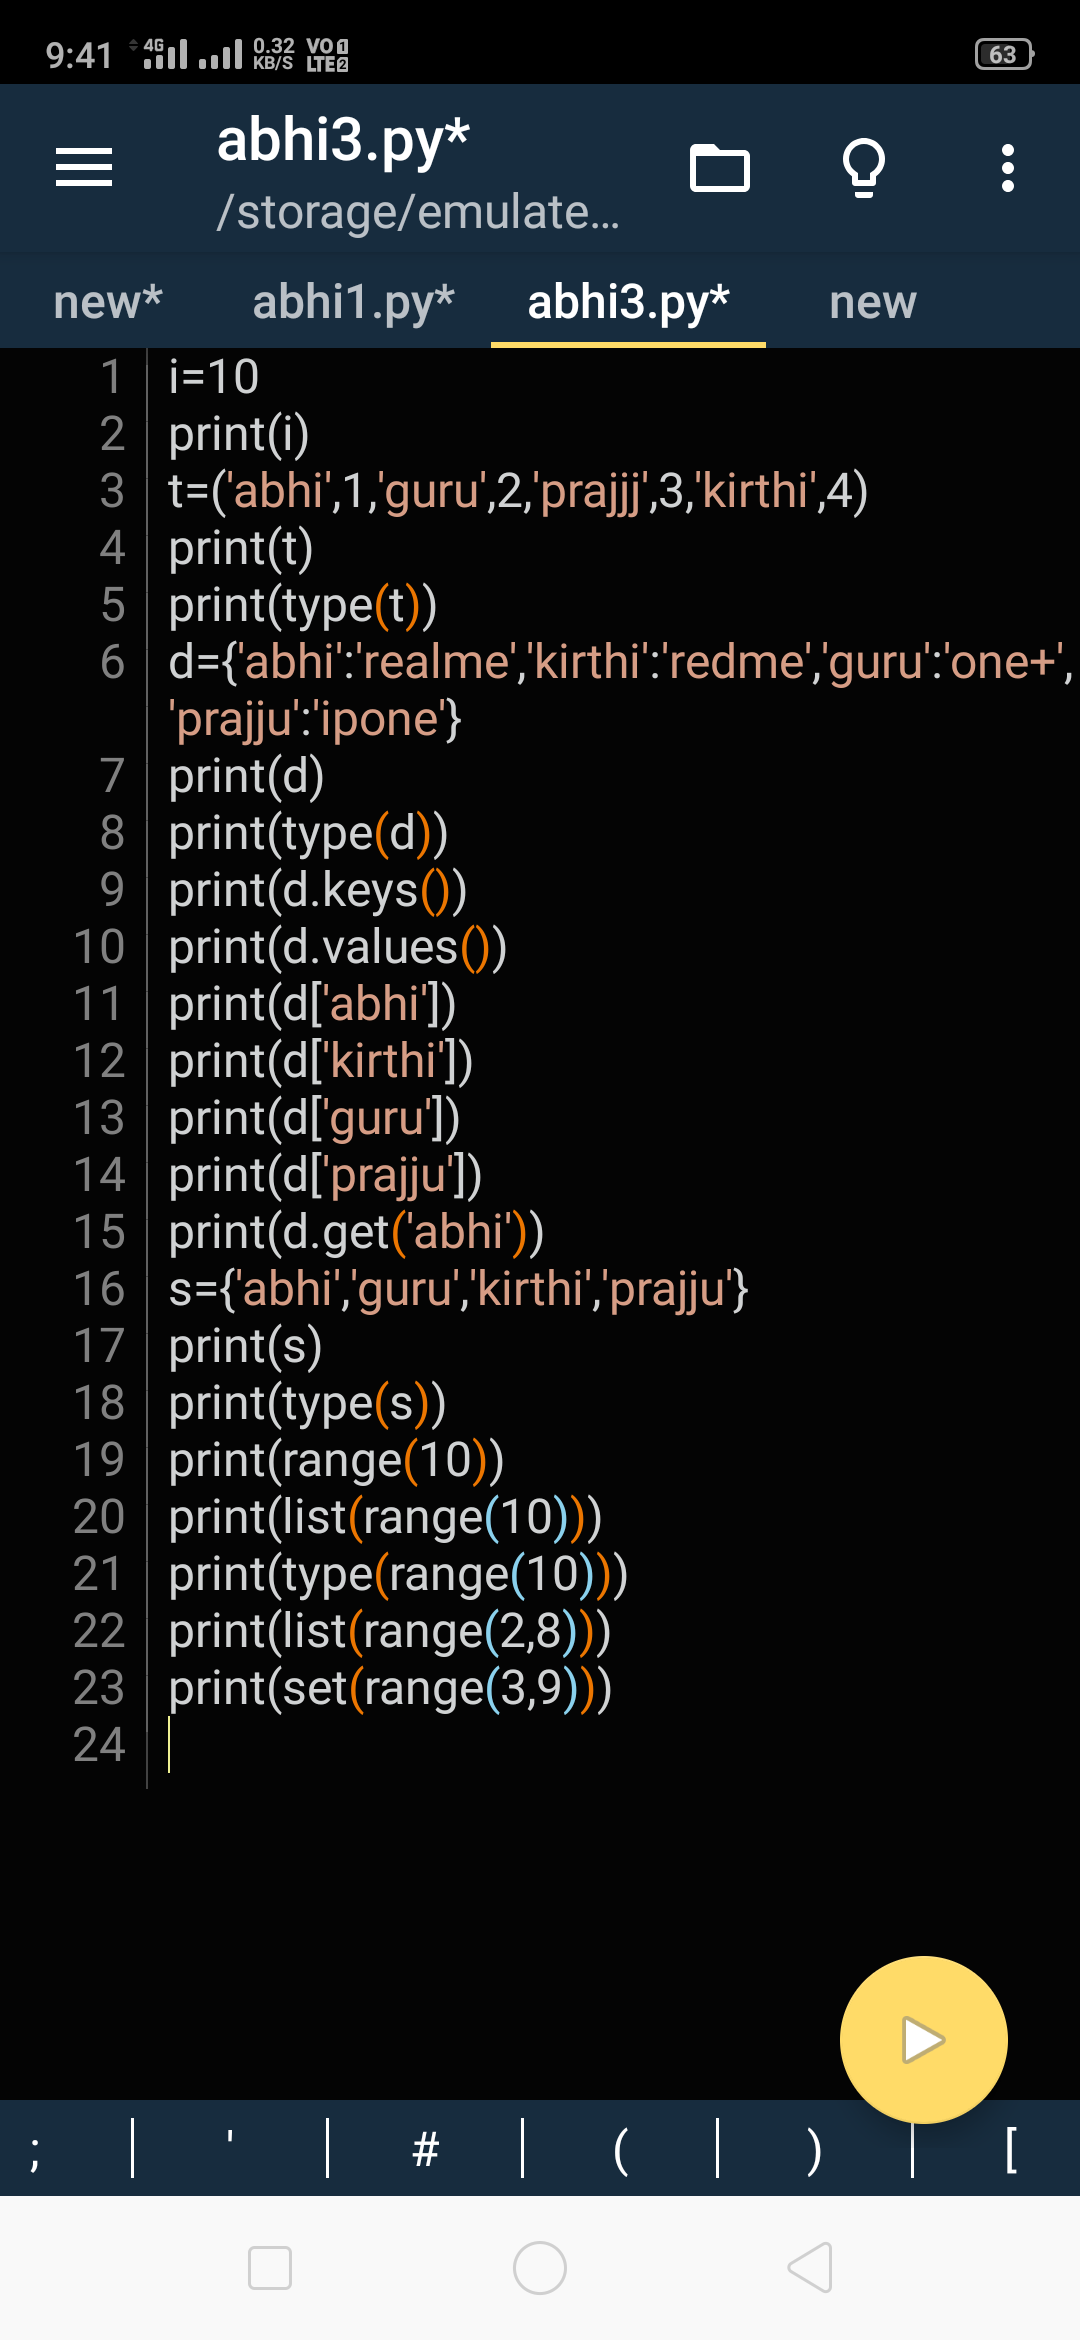 9:41 4G 0.32 KB/S VO 1 LTE 2 63
abhi3.py*
/storage/emulate...
new* abhi1.py* abhi3.py* new
1 i=10
2 print(i)
3 t=('abhi',1,'guru',2,'prajjj',3,'kirthi',4)
4 print(t)
5 print(type(t))
6 d={'abhi':'realme','kirthi':'redme','guru':'one+',
'prajju':'ipone'}
7 print(d)
8 print(type(d))
9 print(d.keys())
10 print(d.values())
11 print(d['abhi'])
12 print(d['kirthi'])
13 print(d['guru'])
14 print(d['prajju'])
15 print(d.get('abhi'))
16 s={'abhi','guru','kirthi','prajju'}
17 print(s)
18 print(type(s))
19 print(range(10))
20 print(list(range(10)))
21 print(type(range(10)))
22 print(list(range(2,8)))
23 print(set(range(3,9)))
24
; ' # ( ) [